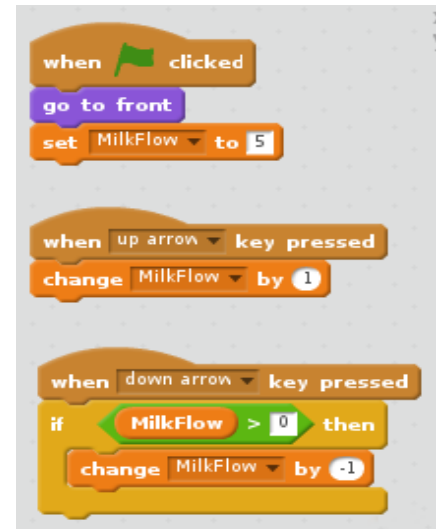 when clicked
go to front
set MilkFlow to 5
when up arrow key pressed
change MilkFlow by 1
when down arrow key pressed
if MilkFlow > 0 then
change MilkFlow by -1